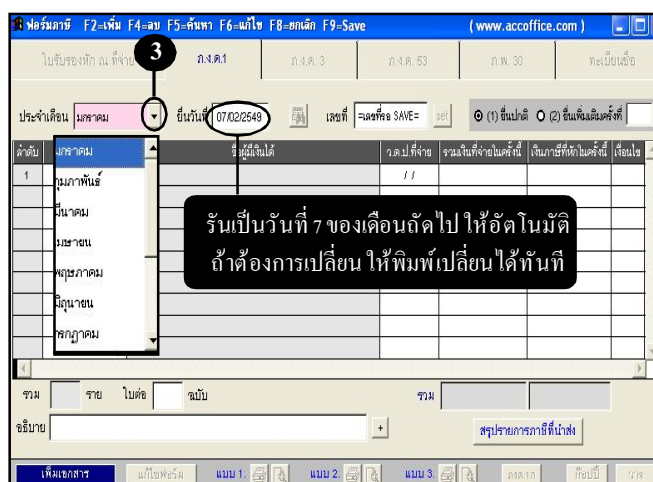 ฟอร์มภาษี F2=เพิ่ม F4=ลบ F5=ค้นหา F6=แก้ไข F8=ยกเลิก F9=Save ( www.accoffice.com )
ใบรับรองหัก ณ ที่จ่าย 3 ภ.ง.ด.1 ภ.ง.ด. 3 ภ.ง.ด. 53 ภ.พ. 30 ทะเบียนชื่อ
ประจำเดือน มกราคม ยื่นวันที่ 07/02/2549 เลขที่ =เลขที่รอ SAVE= set (1) ยื่นปกติ (2) ยื่นเพิ่มเติมครั้งที่
ลำดับ ชื่อผู้มีเงินได้ ว.ด.ป.ที่จ่าย รวมเงินที่จ่ายในครั้งนี้ เงินภาษีที่หักในครั้งนี้ เงื่อนไข
1 / /
มกราคม
กุมภาพันธ์
มีนาคม
เมษายน
พฤษภาคม
มิถุนายน
กรกฎาคม
รันเป็นวันที่ 7 ของเดือนถัดไป ให้อัตโนมัติ
ถ้าต้องการเปลี่ยน ให้พิมพ์เปลี่ยนได้ทันที
รวม ราย ใบต่อ ฉบับ รวม
อธิบาย + สรุปรายการภาษีที่นำส่ง
เพิ่มเอกสาร แก้ไขฟอร์ม แบบ 1. แบบ 2. แบบ 3. ภงด.1ก ก๊อปปี้ วาง